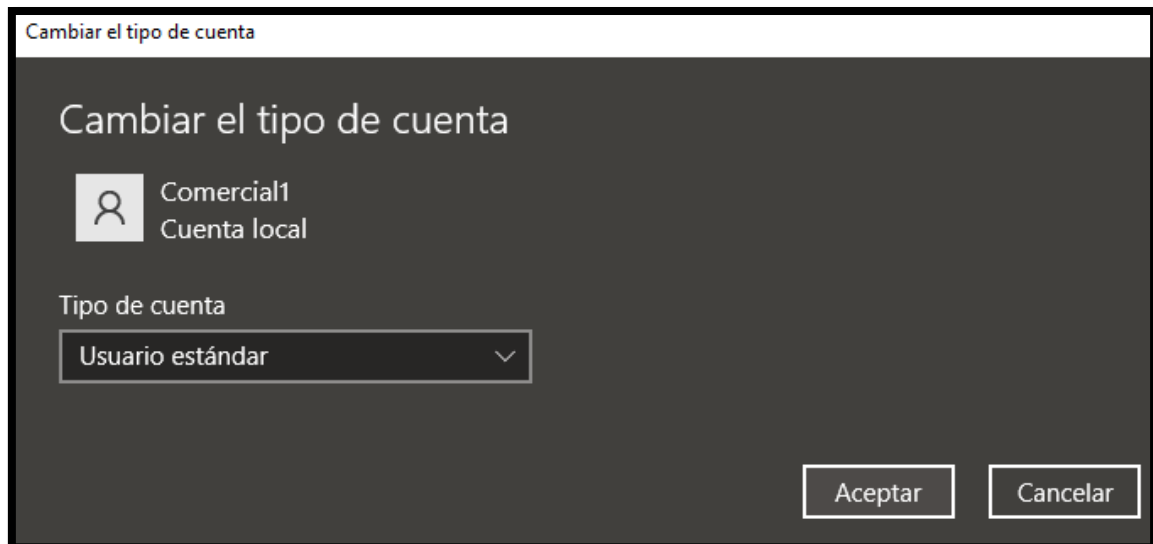 Cambiar el tipo de cuenta
Cambiar el tipo de cuenta
Comercial1
Cuenta local
Tipo de cuenta
Usuario estándar
Aceptar
Cancelar